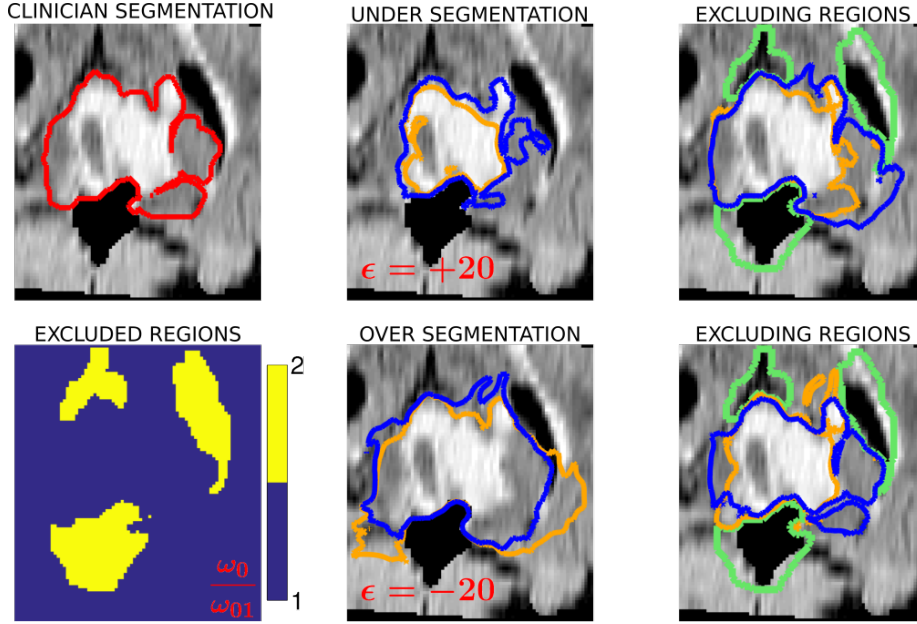 CLINICIAN SEGMENTATION
UNDER SEGMENTATION
EXCLUDING REGIONS
ϵ = +20
EXCLUDED REGIONS
OVER SEGMENTATION
EXCLUDING REGIONS
2
ω0
ω01
1
ϵ = −20